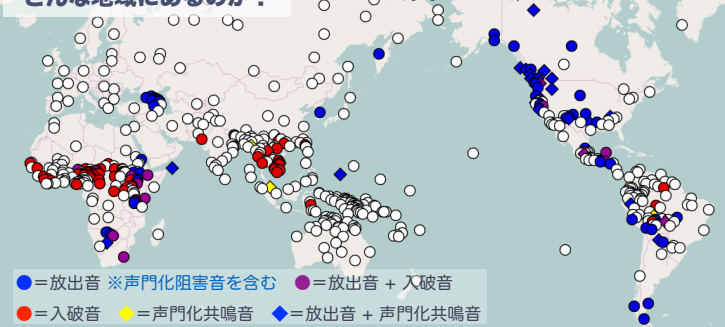 どんな地域にあるのか？
●=放出音 ※声門化阻害音を含む ●=放出音 + 入破音
●=入破音 ◆=声門化共鳴音 ◆=放出音 + 声門化共鳴音